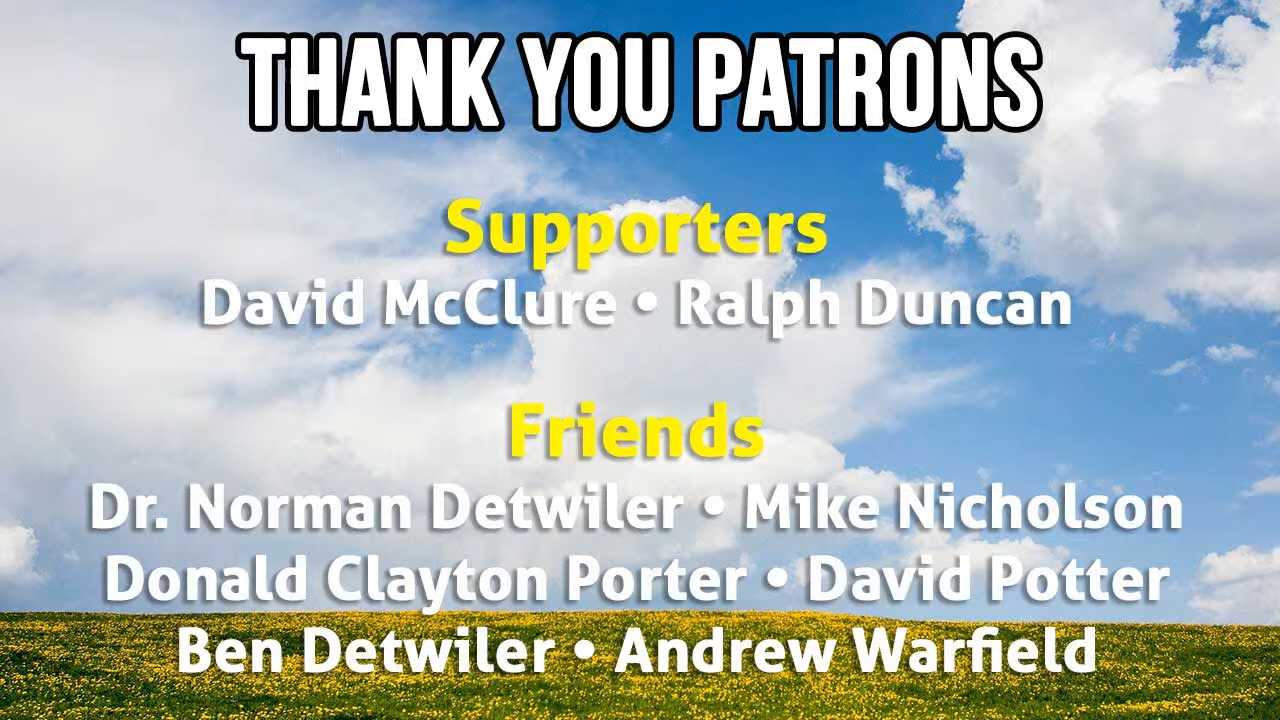 THANK YOU PATRONS
Supporters
David McClure • Ralph Duncan
Friends
Dr. Norman Detwiler • Mike Nicholson
Donald Clayton Porter • David Potter
Ben Detwiler • Andrew Warfield